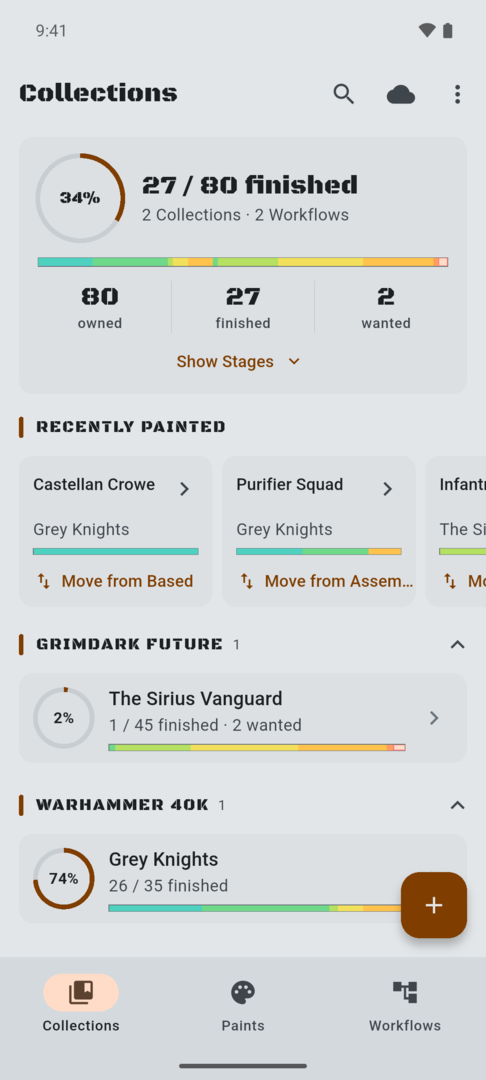 9:41
Collections
34%
27 / 80 finished
2 Collections · 2 Workflows
80
27
2
owned
finished
wanted
Show Stages
RECENTLY PAINTED
Castellan Crowe
Purifier Squad
Grey Knights
Grey Knights
The Si
Move from Based
Move from Assem…
GRIMDARK FUTURE 1
2%
The Sirius Vanguard
1 / 45 finished · 2 wanted
WARHAMMER 40K 1
74%
Grey Knights
26 / 35 finished
+
Collections
Paints
Workflows